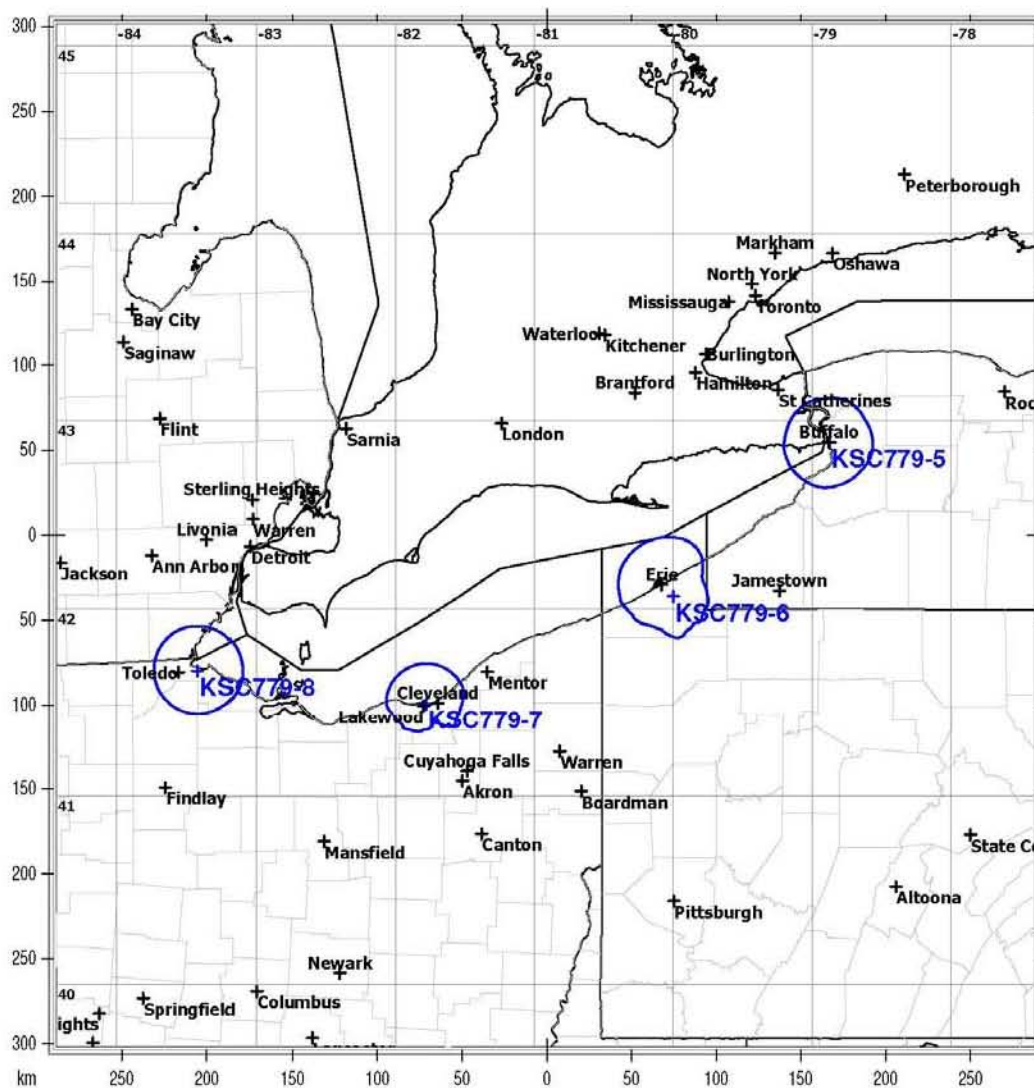 300
-84
-83
-82
-81
-80
-79
-78
45
250
Peterborough
200
44
Markham
Oshawa
North York
Mississauga
Toronto
150
Bay City
Waterloo
Kitchener
Burlington
Saginaw
100
Brantford
Hamilton
St Catherines
Roc
Flint
43
Sarnia
London
Buffalo
50
KSC779-5
Sterling Heights
Livonia
Warren
0
Detroit
Ann Arbor
Jackson
Erie
Jamestown
50
42
KSC779-6
Toledo
KSC779-8
Mentor
Cleveland
100
Lakewood
KSC779-7
Cuyahoga Falls
Warren
150
Findlay
41
Akron
Boardman
Mansfield
Canton
State Co
200
Pittsburgh
Altoona
Newark
250
40
Springfield
Columbus
ights
300
km
250
200
150
100
50
0
50
100
150
200
250